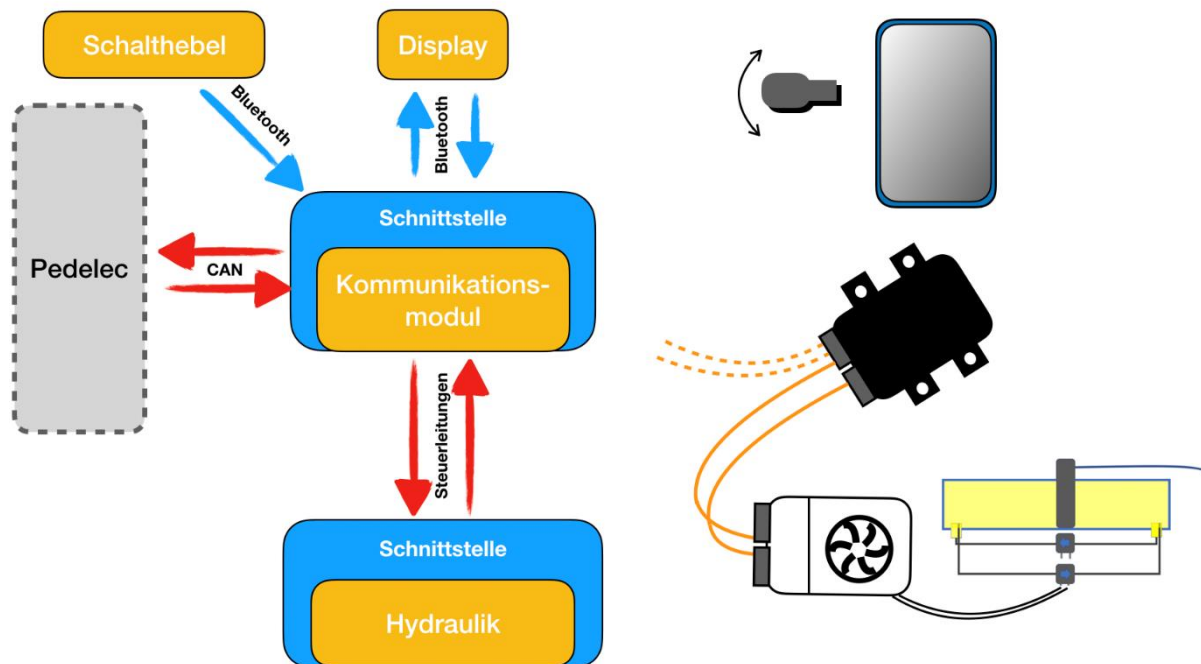 Schalthebel
Display
Bluetooth
Bluetooth
Schnittstelle
Pedelec
CAN
Kommunikations-
modul
Steuerleitungen
Schnittstelle
Hydraulik